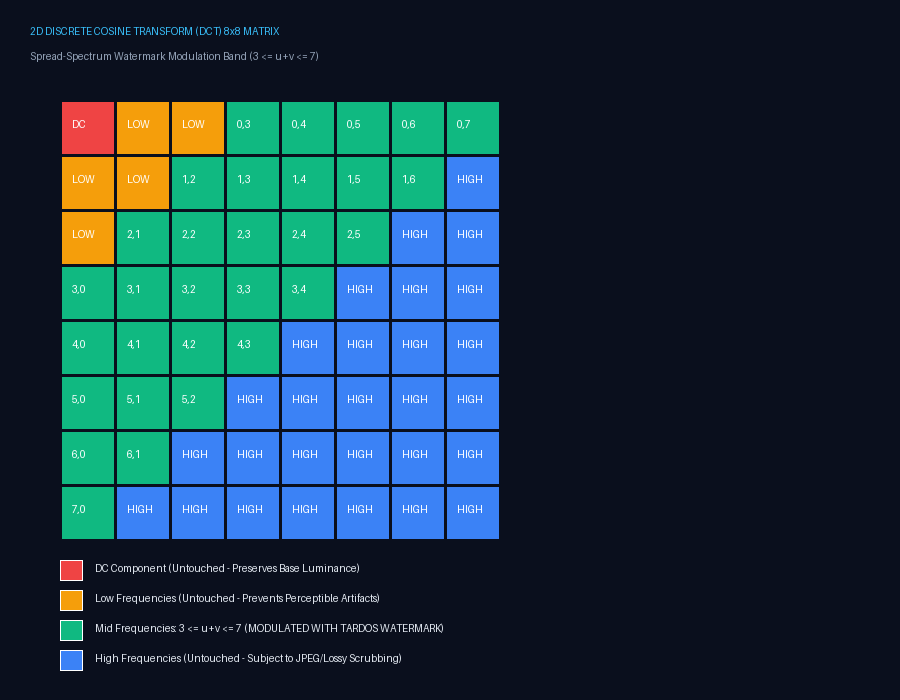 2D DISCRETE COSINE TRANSFORM (DCT) 8x8 MATRIX
Spread-Spectrum Watermark Modulation Band (3 <= u+v <= 7)
DC LOW LOW 0,3 0,4 0,5 0,6 0,7
LOW LOW 1,2 1,3 1,4 1,5 1,6 HIGH
LOW 2,1 2,2 2,3 2,4 2,5 HIGH HIGH
3,0 3,1 3,2 3,3 3,4 HIGH HIGH HIGH
4,0 4,1 4,2 4,3 HIGH HIGH HIGH HIGH
5,0 5,1 5,2 HIGH HIGH HIGH HIGH HIGH
6,0 6,1 HIGH HIGH HIGH HIGH HIGH HIGH
7,0 HIGH HIGH HIGH HIGH HIGH HIGH HIGH
DC Component (Untouched - Preserves Base Luminance)
Low Frequencies (Untouched - Prevents Perceptible Artifacts)
Mid Frequencies: 3 <= u+v <= 7 (MODULATED WITH TARDOS WATERMARK)
High Frequencies (Untouched - Subject to JPEG/Lossy Scrubbing)